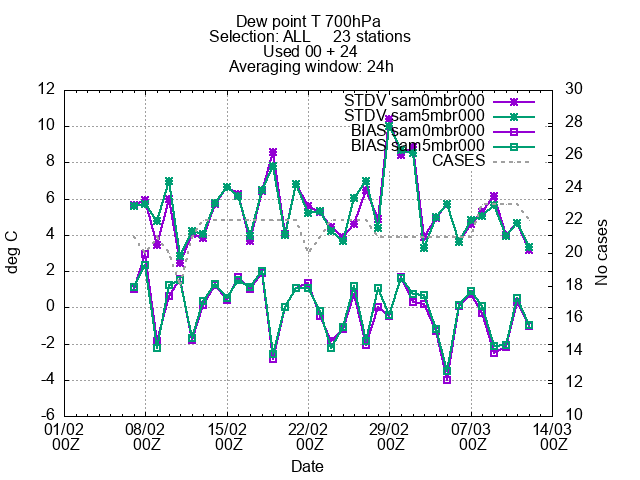 Dew point T 700hPa
Selection: ALL 23 stations
Used 00 + 24
Averaging window: 24h
STDV sam0mbr000
STDV sam5mbr000
BIAS sam0mbr000
BIAS sam5mbr000
CASES
deg C
12
10
8
6
4
2
0
-2
-4
-6
30
28
26
24
22
20
18
16
14
12
10
No cases
01/02 08/02 15/02 22/02 29/02 07/03 14/03
00Z 00Z 00Z 00Z 00Z 00Z 00Z
Date